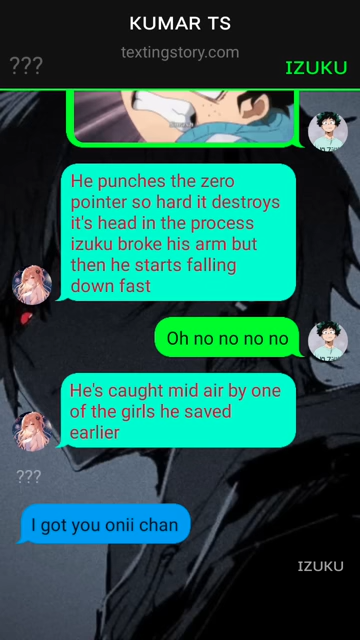 KUMAR TS
textingstory.com
???
IZUKU
He punches the zero
pointer so hard it destroys
it's head in the process
izuku broke his arm but
then he starts falling
down fast
Oh no no no no
He's caught mid air by one
of the girls he saved
earlier
???
I got you onii chan
IZUKU